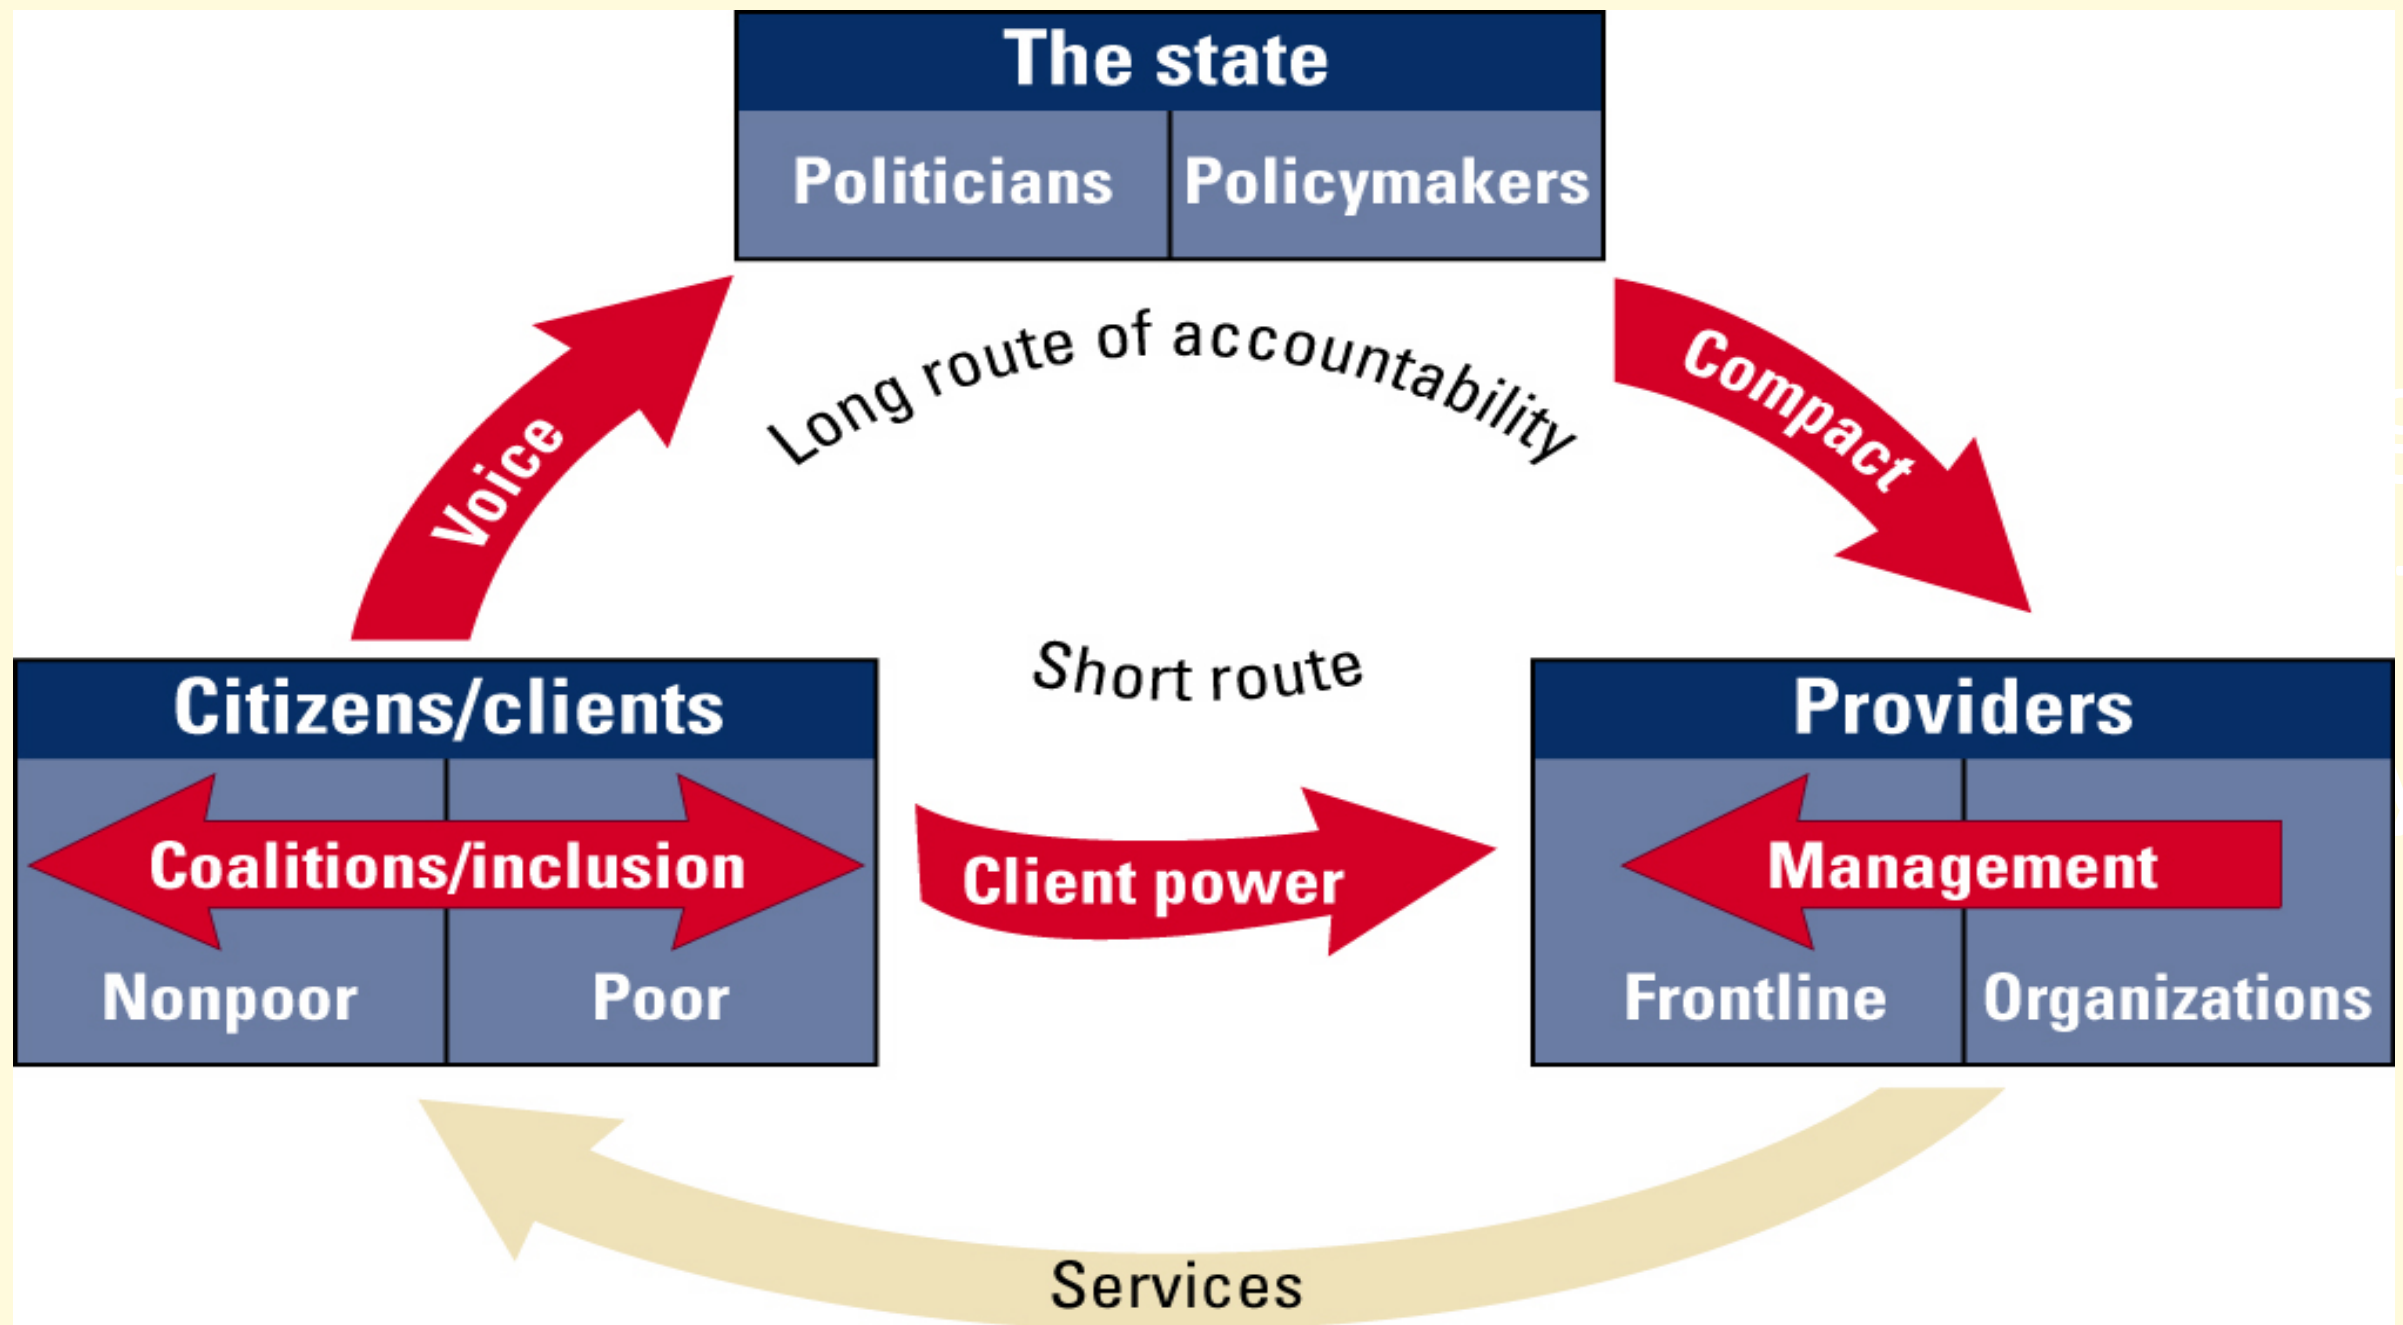 The state
Politicians
Policymakers
Long route of accountability
Voice
Compact
Short route
Citizens/clients
Coalitions/inclusion
Nonpoor
Poor
Client power
Providers
Management
Frontline
Organizations
Services